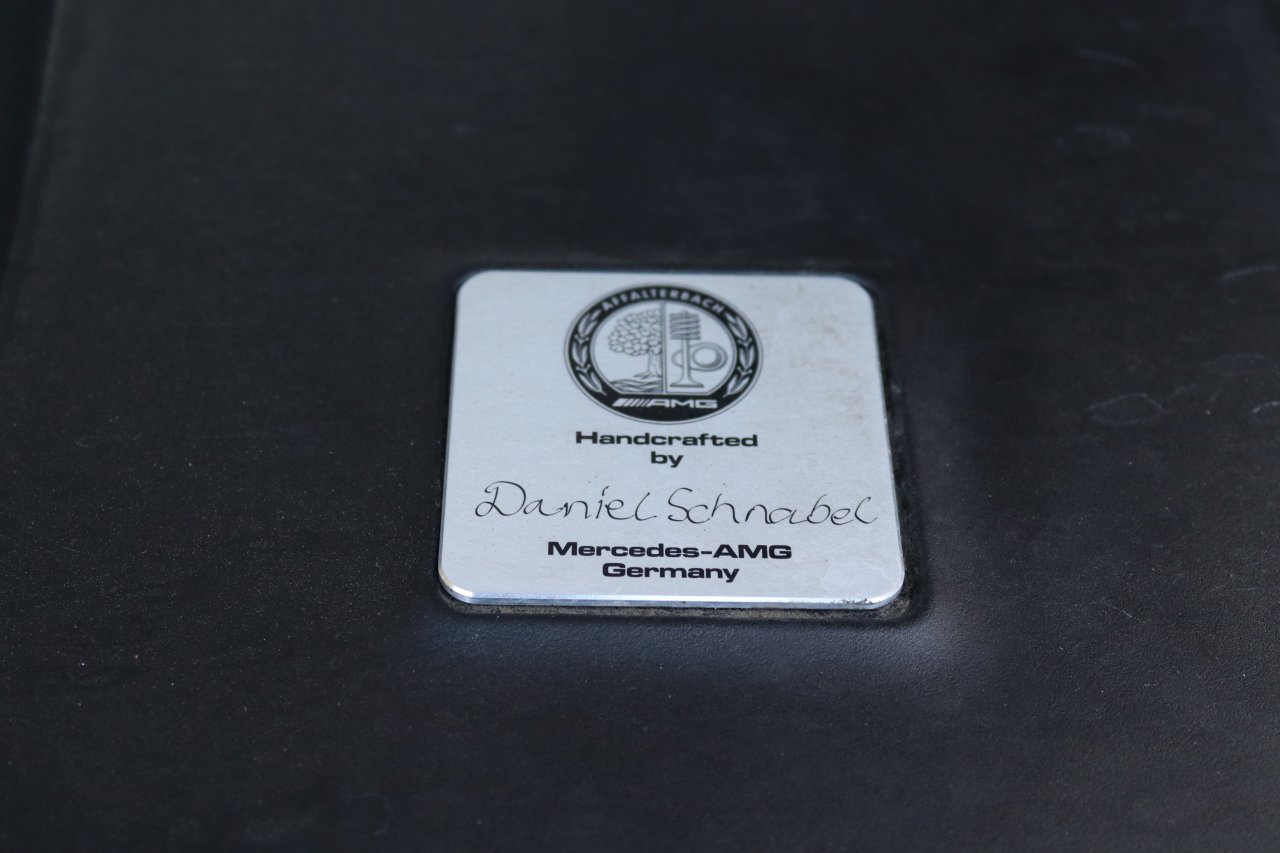 AFFALTERBACH
AMG
Handcrafted
by
Daniel Schnabel
Mercedes-AMG
Germany